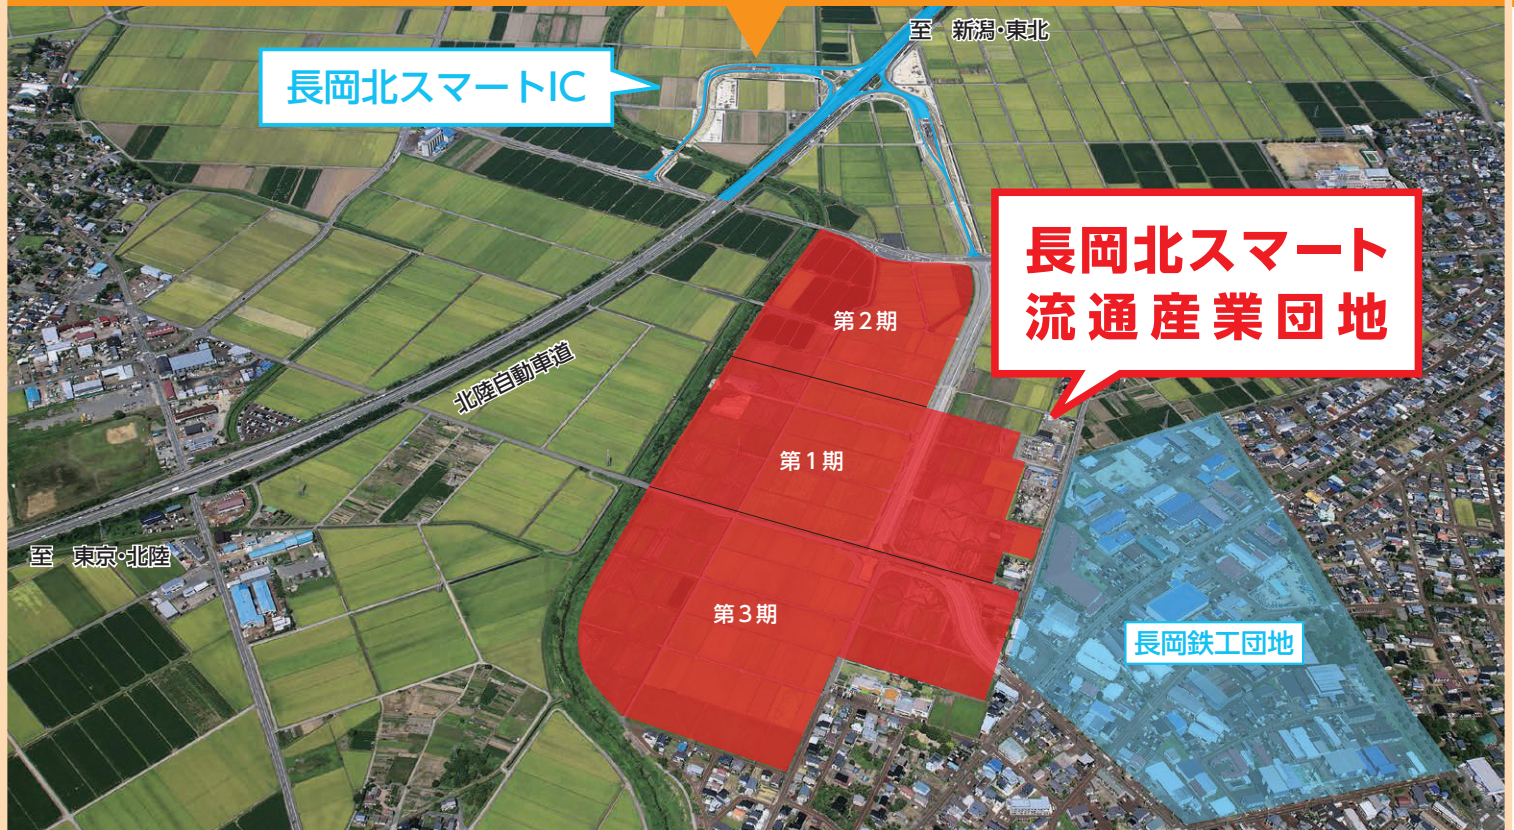 至 新潟・東北
長岡北スマートIC
長岡北スマート
流通産業団地
第2期
北陸自動車道
第1期
至 東京・北陸
第3期
長岡鉄工団地